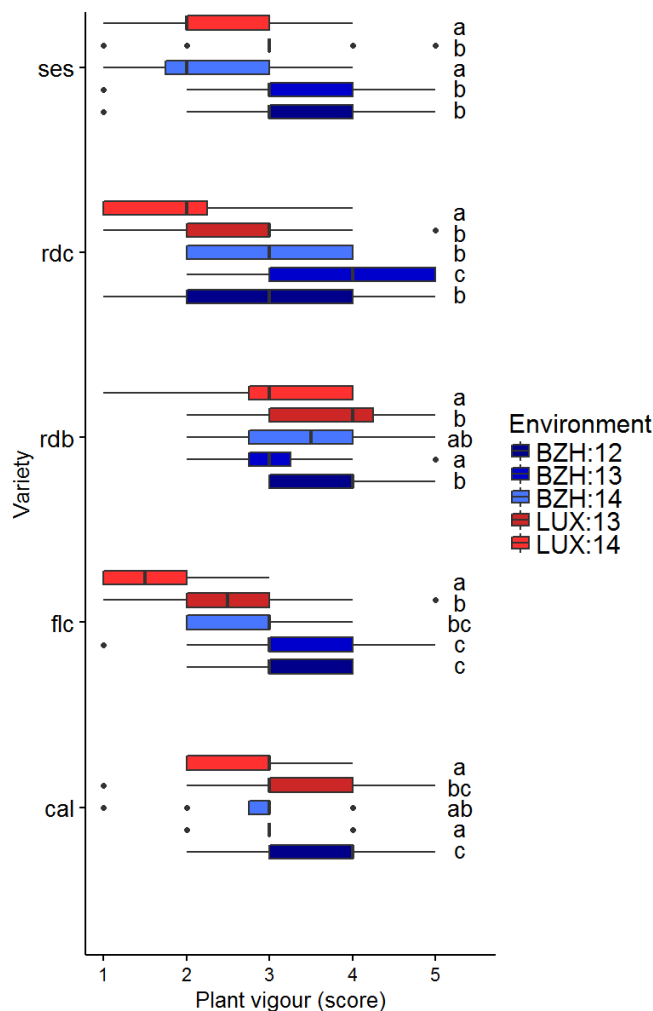 ses
a
b
a
b
b
rdc
a
b
b
c
b
rdb
a
b
ab
a
b
flc
a
b
bc
c
c
cal
a
bc
ab
a
c
Variety
1 2 3 4 5
Plant vigour (score)
Environment
BZH:12
BZH:13
BZH:14
LUX:13
LUX:14